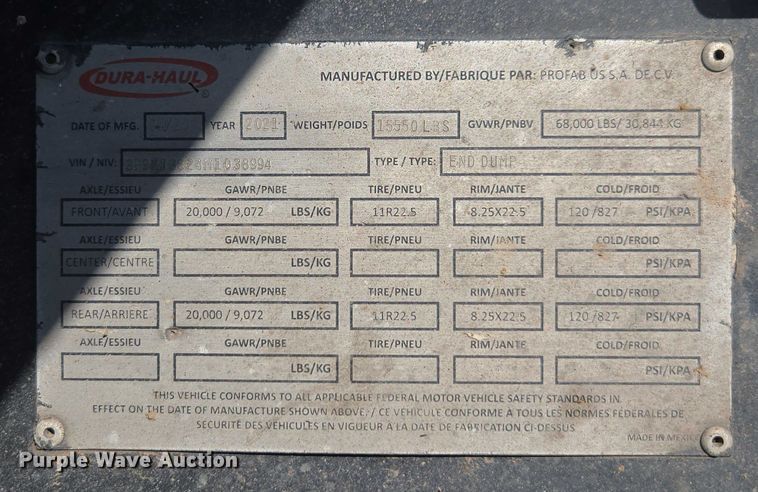 DURA-HAUL ®
MANUFACTURED BY/FABRIQUE PAR: PROFAB US S.A. DE C.V.
DATE OF MFG. YEAR 2021 WEIGHT/POIDS 15550 LBS GVWR/PNBV 68,000 LBS/ 30,844 KG
VIN / NIV: TYPE / TYPE: END DUMP
AXLE/ESSIEU GAWR/PNBE TIRE/PNEU RIM/JANTE COLD/FROID
FRONT/AVANT 20,000 / 9,072 LBS/KG 11R22.5 8.25X22.5 120 /827 PSI/KPA
AXLE/ESSIEU GAWR/PNBE TIRE/PNEU RIM/JANTE COLD/FROID
CENTER/CENTRE LBS/KG PSI/KPA
AXLE/ESSIEU GAWR/PNBE TIRE/PNEU RIM/JANTE COLD/FROID
REAR/ARRIERE 20,000 / 9,072 LBS/KG 11R22.5 8.25X22.5 120 /827 PSI/KPA
AXLE/ESSIEU GAWR/PNBE TIRE/PNEU RIM/JANTE COLD/FROID
LBS/KG PSI/KPA
THIS VEHICLE CONFORMS TO ALL APPLICABLE FEDERAL MOTOR VEHICLE SAFETY STANDARDS IN
EFFECT ON THE DATE OF MANUFACTURE SHOWN ABOVE. / CE VÉHICULE CONFORME A TOUS LES NORMES FÉDÉRALES DE
SÉCURITÉ DES VÉHICULES EN VIGUEUR À LA DATE DE FABRICATION CI-DESSUS
MADE IN MEXICO
Purple Wave Auction